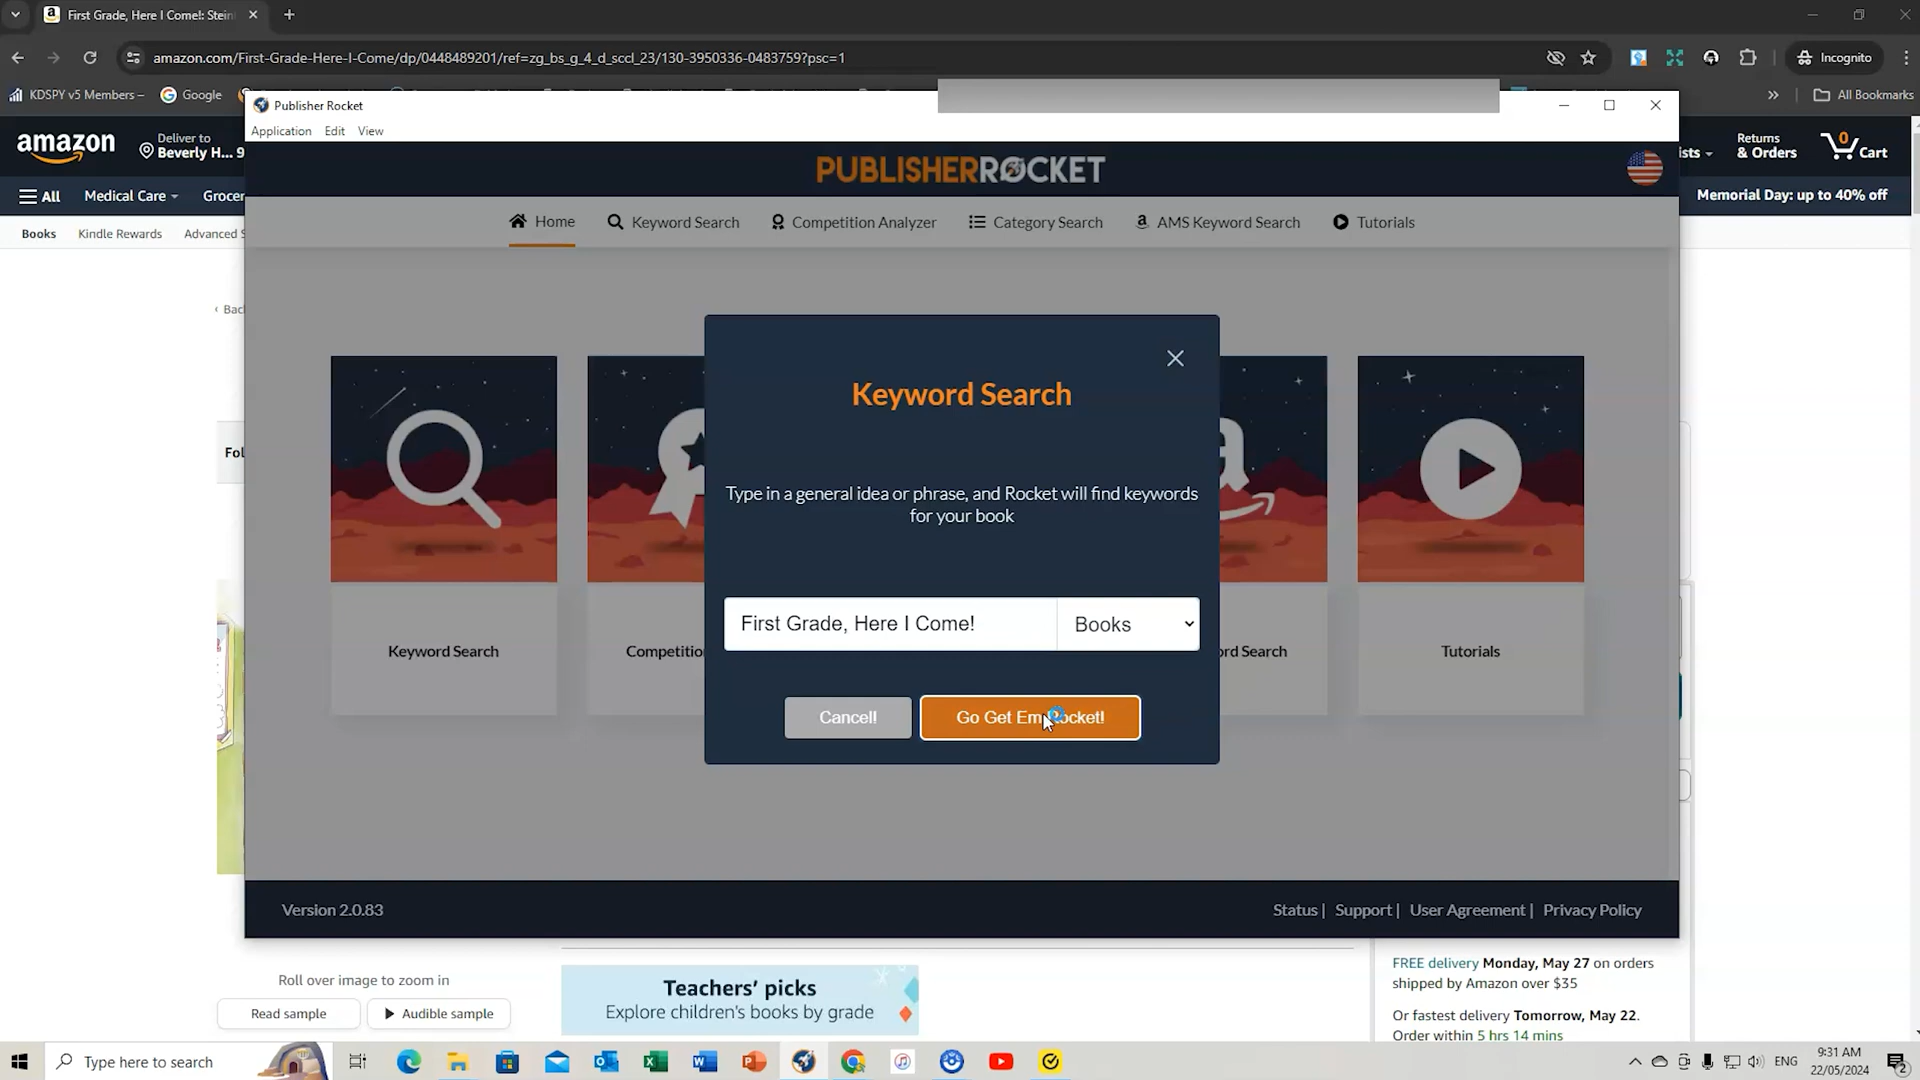 First Grade, Here I Come!: Stein
amazon.com/First-Grade-Here-I-Come/dp/0448489201/ref=zg_bs_g_4_d_sccl_23/130-3950336-0483759?psc=1
Incognito
KDSPY v5 Members –
Google
All Bookmarks
Publisher Rocket
Application Edit View
amazon
Deliver to
Beverly H... 9
Returns
& Orders
0
Cart
PUBLISHERROCKET
All
Medical Care
Grocer
Memorial Day: up to 40% off
Books
Kindle Rewards
Advanced S
Home
Keyword Search
Competition Analyzer
Category Search
AMS Keyword Search
Tutorials
‹ Bac
Fol
Keyword Search
Type in a general idea or phrase, and Rocket will find keywords
for your book
First Grade, Here I Come!
Books
Keyword Search
Competitio
rd Search
Tutorials
Cancel!
Go Get Em Rocket!
Version 2.0.83
Status |
Support |
User Agreement |
Privacy Policy
Roll over image to zoom in
Read sample
Audible sample
Teachers’ picks
Explore children’s books by grade
FREE delivery Monday, May 27 on orders
shipped by Amazon over $35
Or fastest delivery Tomorrow, May 22.
Order within 5 hrs 14 mins
Type here to search
ENG
9:31 AM
22/05/2024
2